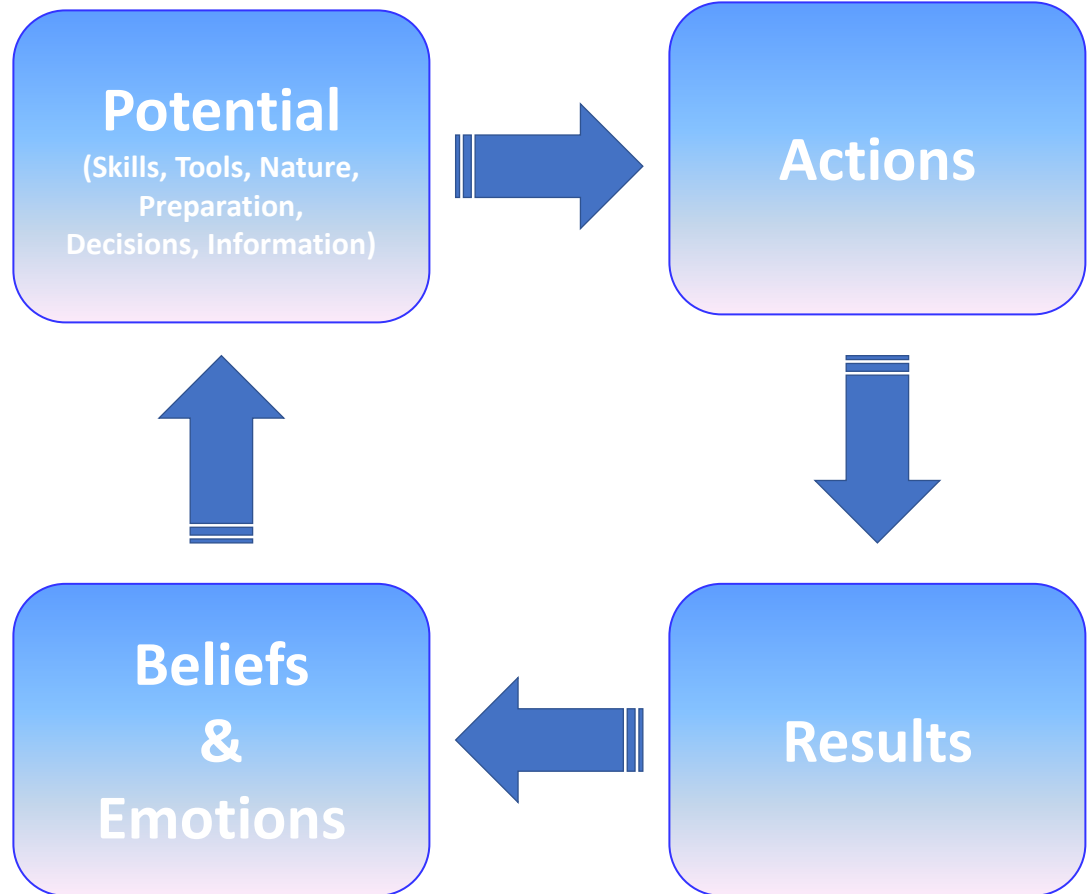 Potential
(Skills, Tools, Nature,
Preparation,
Decisions, Information)
Actions
Beliefs
&
Emotions
Results